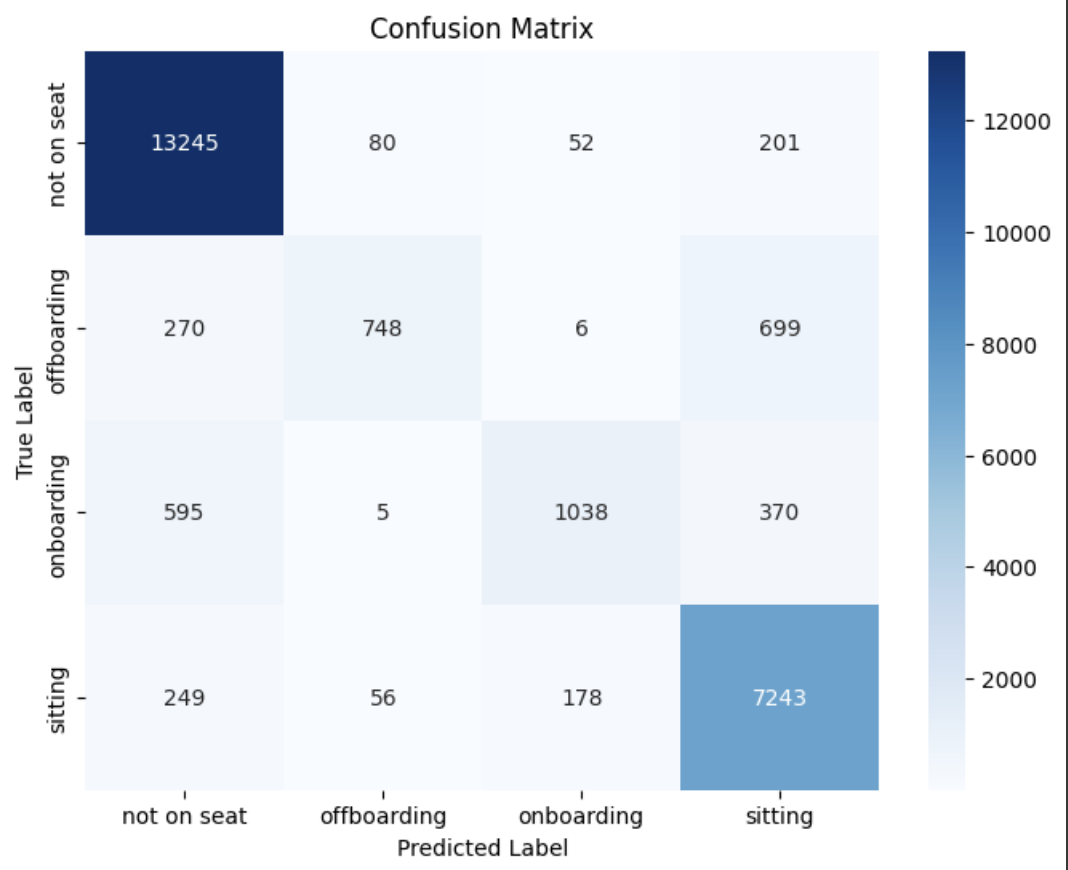 Confusion Matrix
not on seat
13245 80 52 201
offboarding
270 748 6 699
onboarding
595 5 1038 370
sitting
249 56 178 7243
True Label
not on seat offboarding onboarding sitting
Predicted Label
12000
10000
8000
6000
4000
2000